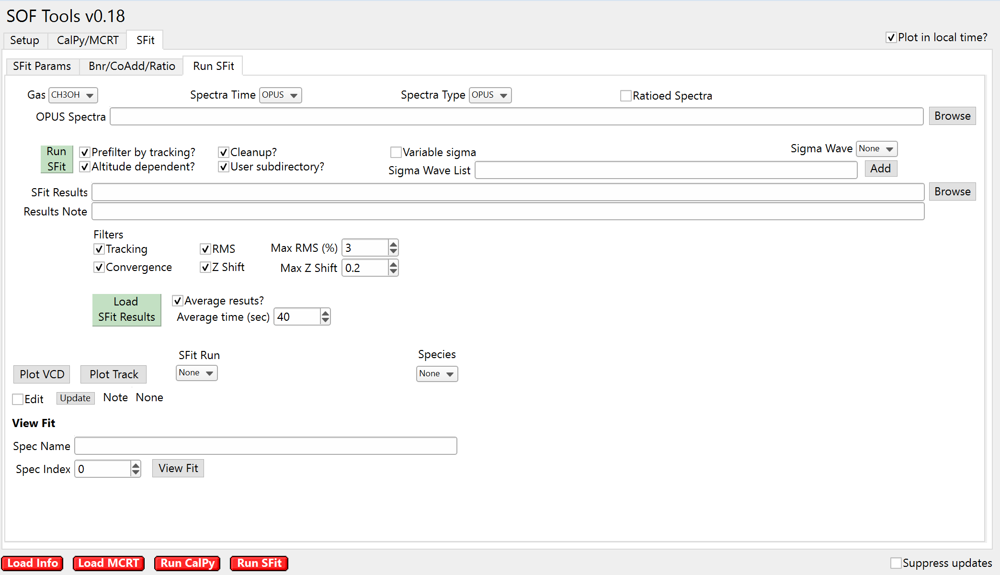 SOF Tools v0.18
Setup CalPy/MCRT SFit
Plot in local time?
SFit Params Bnr/CoAdd/Ratio Run SFit
Gas CH3OH Spectra Time OPUS Spectra Type OPUS Ratioed Spectra
OPUS Spectra Browse
Run
SFit
Prefilter by tracking? Cleanup? Variable sigma Sigma Wave None
Altitude dependent? User subdirectory? Sigma Wave List Add
SFit Results Browse
Results Note
Filters
Tracking RMS Max RMS (%) 3
Convergence Z Shift Max Z Shift 0.2
Load
SFit Results
Average resuts?
Average time (sec) 40
SFit Run Species
Plot VCD Plot Track None None
Edit Update Note None
View Fit
Spec Name
Spec Index 0 View Fit
Load Info Load MCRT Run CalPy Run SFit Suppress updates